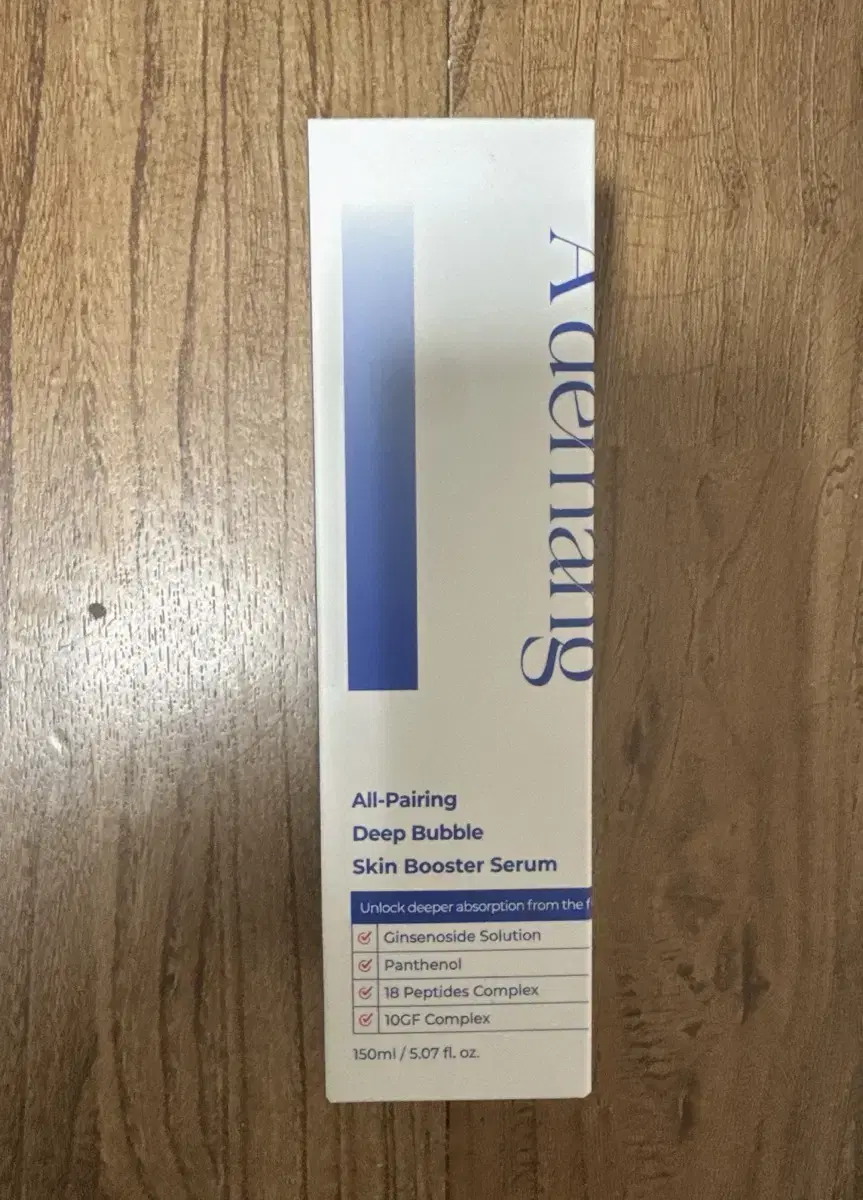 Ademang
All-Pairing
Deep Bubble
Skin Booster Serum
Unlock deeper absorption from the
Ginsenoside Solution
Panthenol
18 Peptides Complex
10GF Complex
150ml / 5.07 fl. oz.